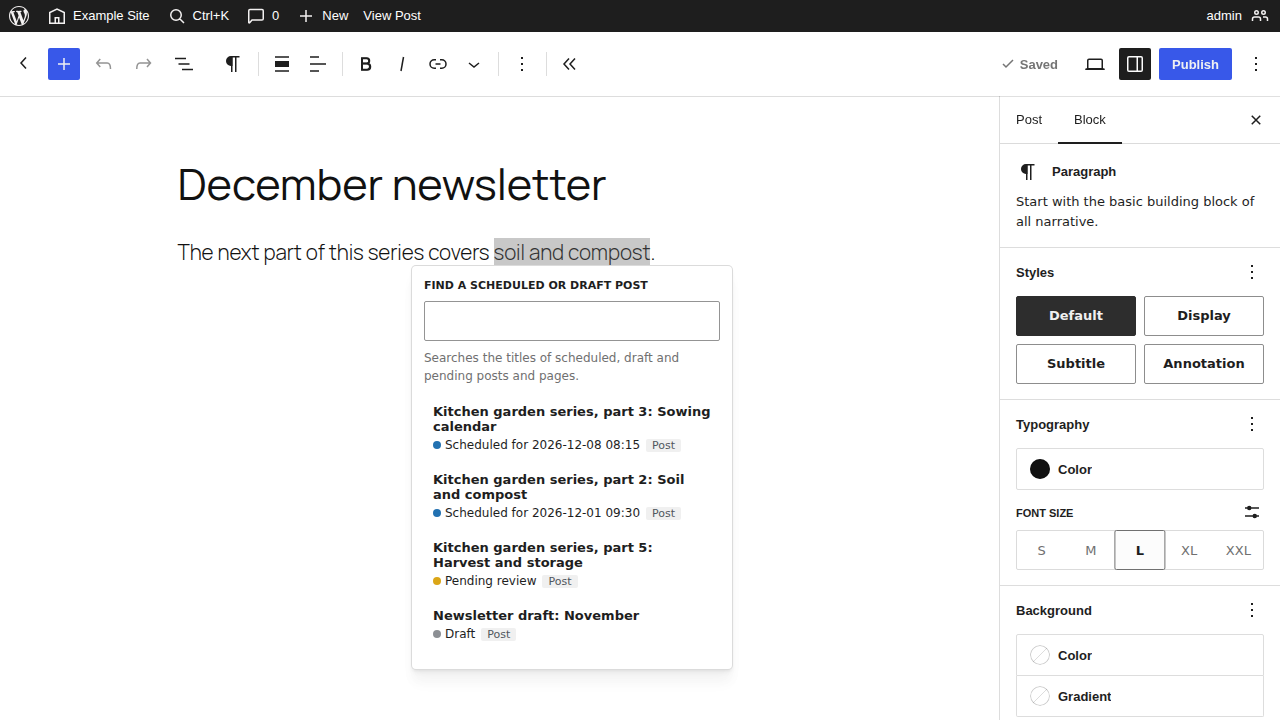 Example Site Ctrl+K 0 New View Post admin
Saved Publish
Post Block
December newsletter
The next part of this series covers soil and compost.
FIND A SCHEDULED OR DRAFT POST
Searches the titles of scheduled, draft and
pending posts and pages.
Kitchen garden series, part 3: Sowing
calendar
Scheduled for 2026-12-08 08:15 Post
Kitchen garden series, part 2: Soil
and compost
Scheduled for 2026-12-01 09:30 Post
Kitchen garden series, part 5:
Harvest and storage
Pending review Post
Newsletter draft: November
Draft Post
Paragraph
Start with the basic building block of
all narrative.
Styles
Default Display
Subtitle Annotation
Typography
Color
FONT SIZE
S M L XL XXL
Background
Color
Gradient